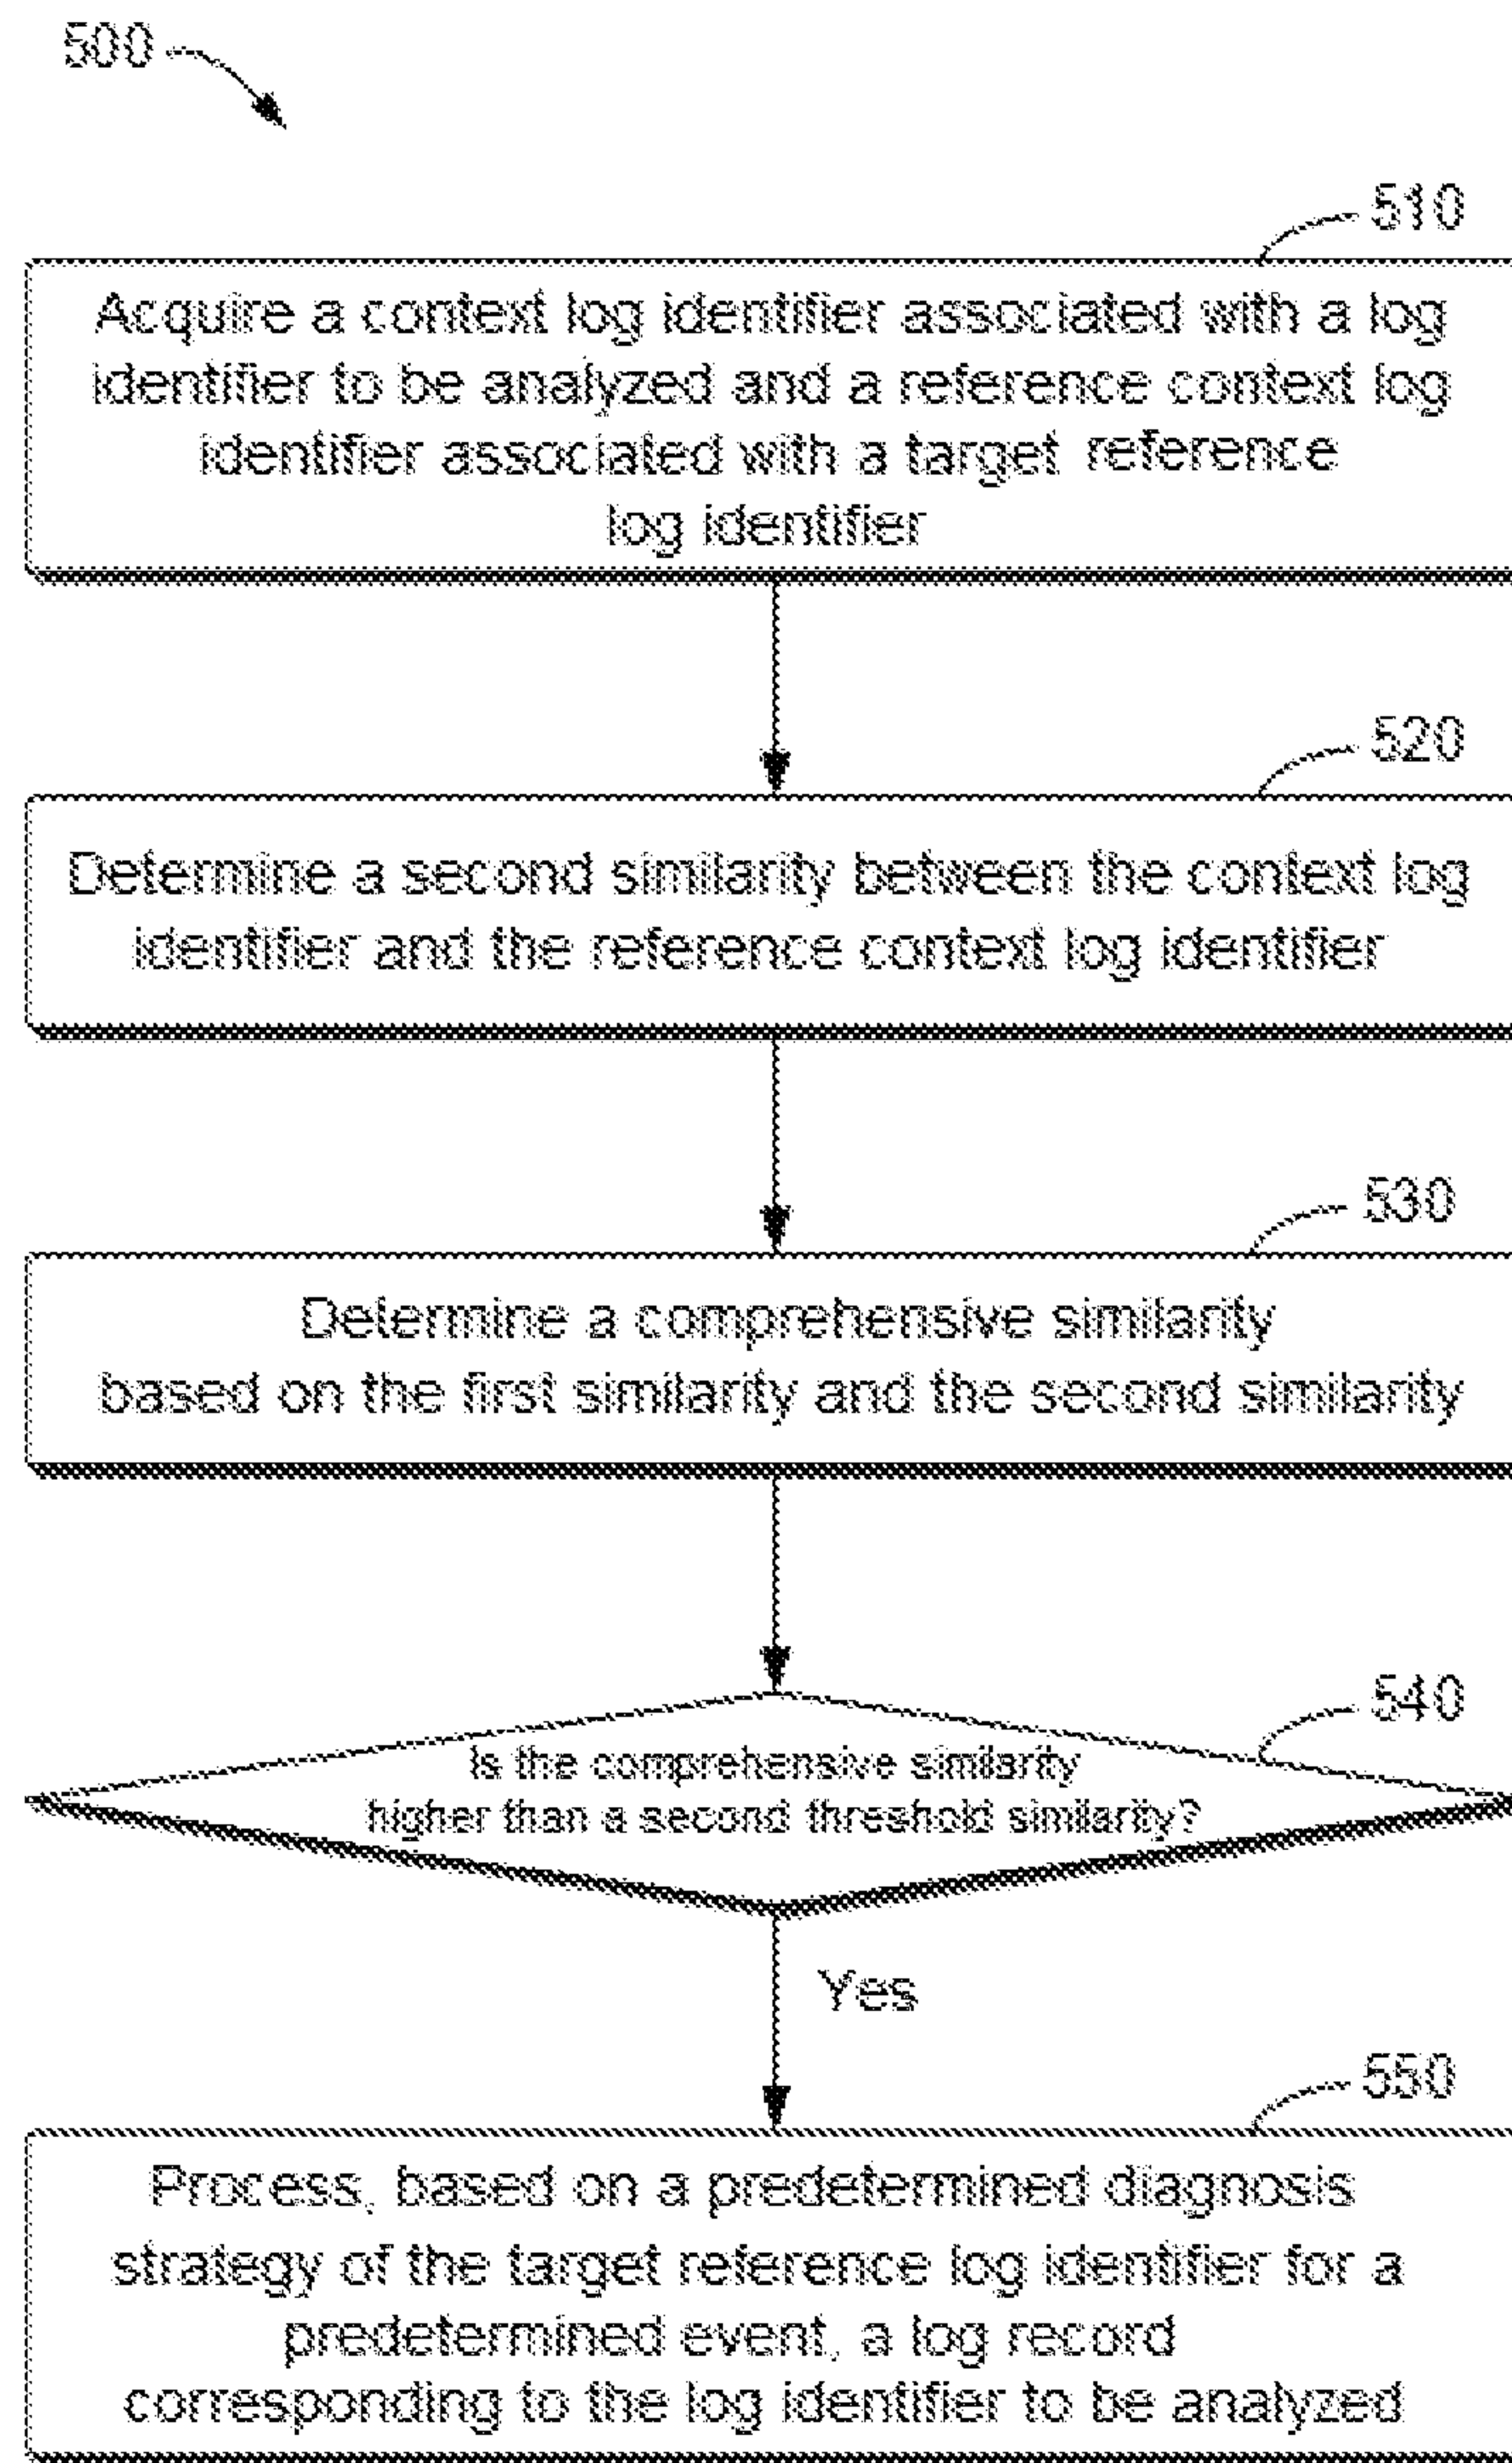 500
510
Acquire a context log identifier associated with a log
identifier to be analyzed and a reference context log
identifier associated with a target reference
log identifier
520
Determine a second similarity between the context log
identifier and the reference context log identifier
530
Determine a comprehensive similarity
based on the first similarity and the second similarity
540
Is the comprehensive similarity
higher than a second threshold similarity?
Yes
550
Process, based on a predetermined diagnosis
strategy of the target reference log identifier for a
predetermined event, a log record
corresponding to the log identifier to be analyzed